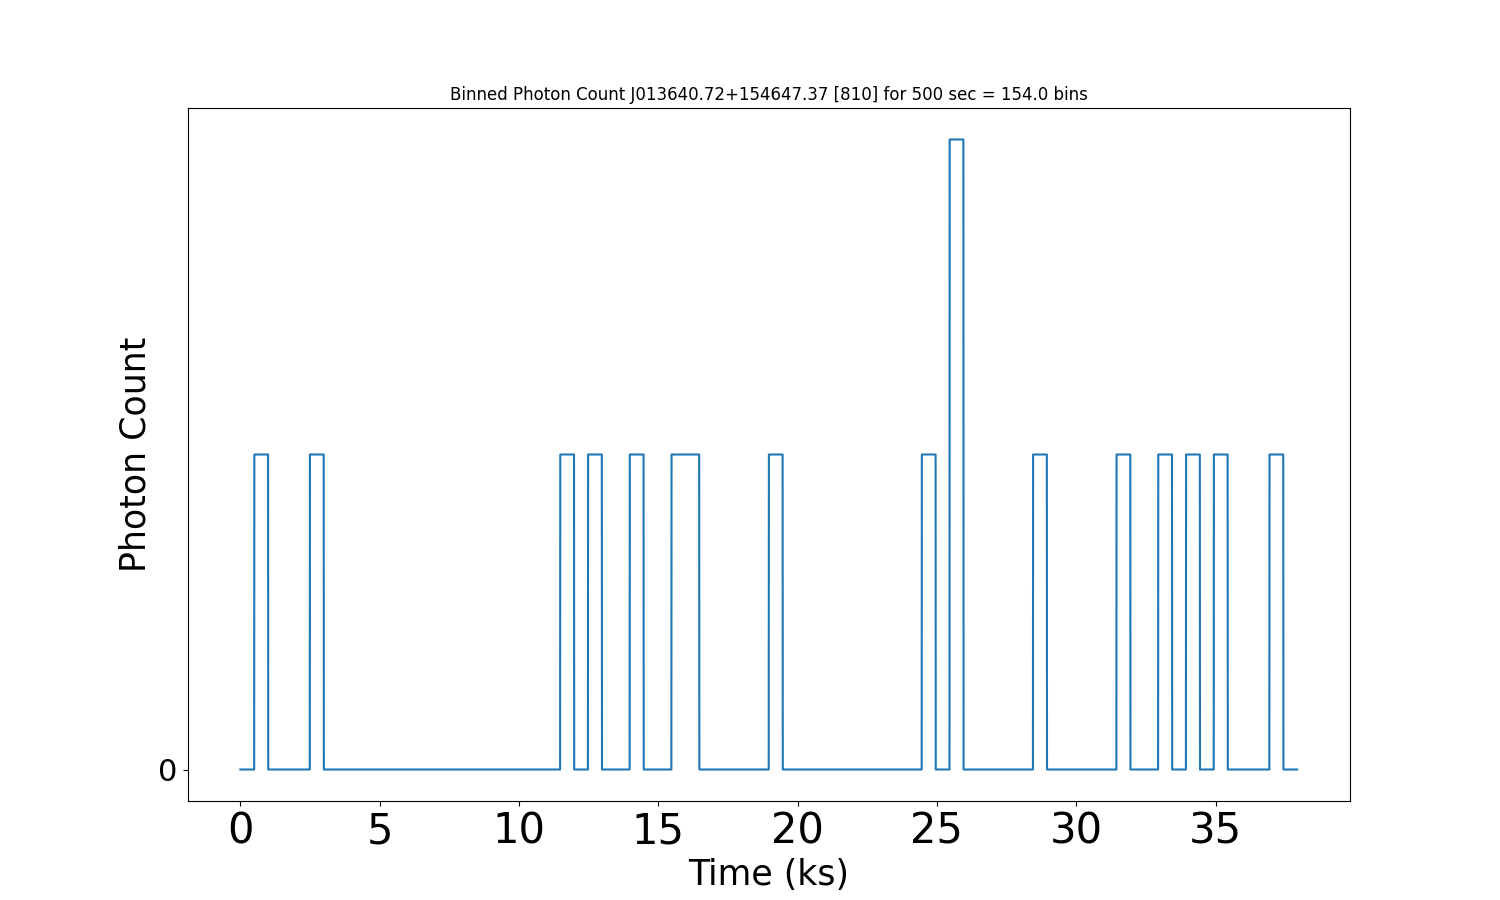 Binned Photon Count J013640.72+154647.37 [810] for 500 sec = 154.0 bins
Photon Count
0
0 5 10 15 20 25 30 35
Time (ks)